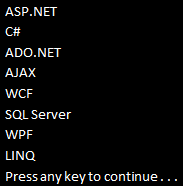 ASP.NET
C#
ADO.NET
AJAX
WCF
SQL Server
WPF
LINQ
Press any key to continue . . .